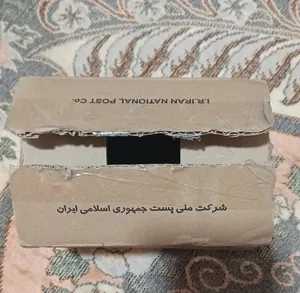 I.R.IRAN NATIONAL POST Co.
شرکت ملی پست جمهوری اسلامی ایران